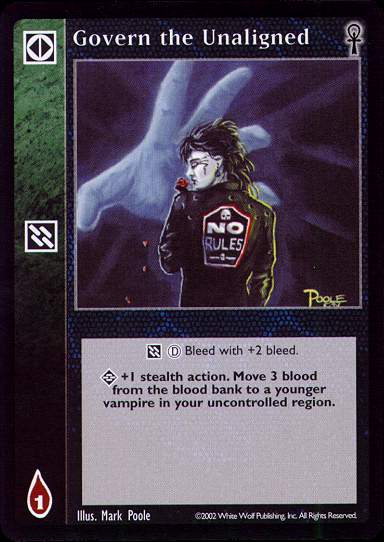 Govern the Unaligned
NO
RULES
POOLE
D Bleed with +2 bleed.
+1 stealth action. Move 3 blood
from the blood bank to a younger
vampire in your uncontrolled region.
1
Illus. Mark Poole
©2002 White Wolf Publishing, Inc. All Rights Reserved.